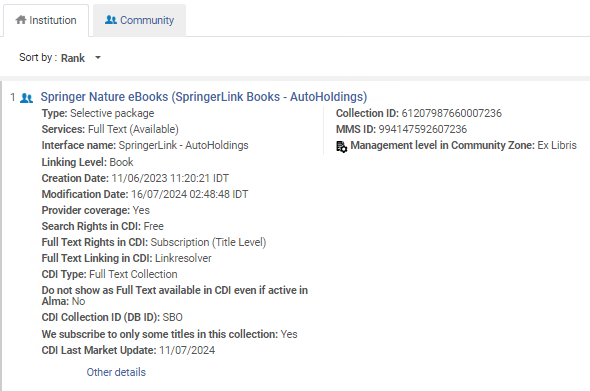 Institution
Community
Sort by : Rank
1 Springer Nature eBooks (SpringerLink Books - AutoHoldings)
Type: Selective package
Services: Full Text (Available)
Interface name: SpringerLink - AutoHoldings
Linking Level: Book
Creation Date: 11/06/2023 11:20:21 IDT
Modification Date: 16/07/2024 02:48:48 IDT
Provider coverage: Yes
Search Rights in CDI: Free
Full Text Rights in CDI: Subscription (Title Level)
Full Text Linking in CDI: Linkresolver
CDI Type: Full Text Collection
Do not show as Full Text available in CDI even if active in
Alma: No
CDI Collection ID (DB ID): SBO
We subscribe to only some titles in this collection: Yes
CDI Last Market Update: 11/07/2024
Other details
Collection ID: 61207987660007236
MMS ID: 994147592607236
Management level in Community Zone: Ex Libris